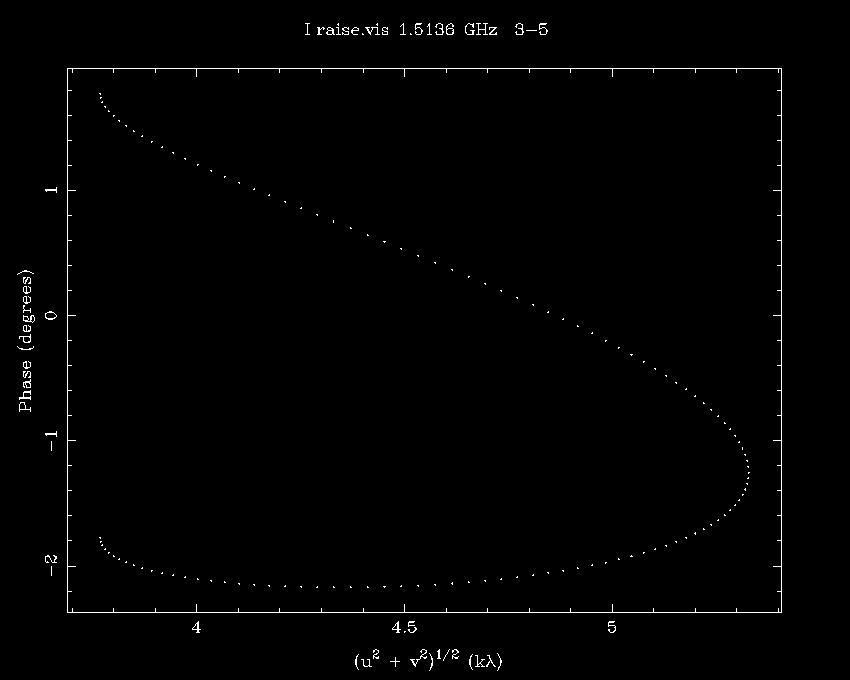 I raise.vis 1.5136 GHz 3−5
Phase (degrees)
1
0
−1
−2
4
4.5
5
(u² + v²)^1/2 (kλ)